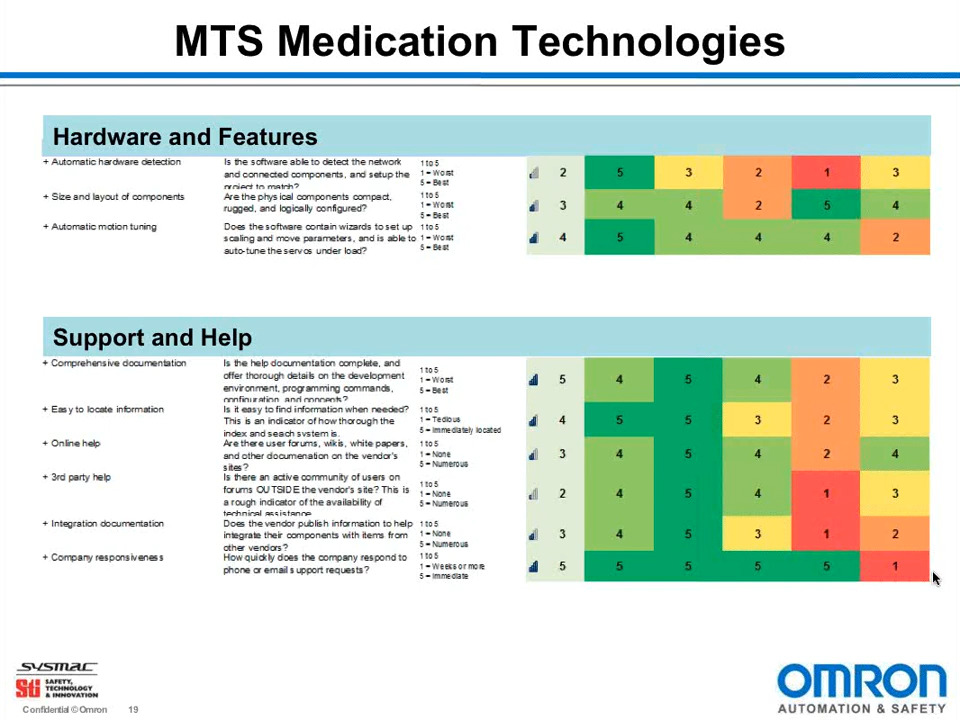 MTS Medication Technologies
Hardware and Features
+ Automatic hardware detection
Is the software able to detect the network
and connected components, and setup the
project to match?
1 to 5
1 = Worst
5 = Best
2 5 3 2 1 3
+ Size and layout of components
Are the physical components compact,
rugged, and logically configured?
1 to 5
1 = Worst
5 = Best
3 4 4 2 5 4
+ Automatic motion tuning
Does the software contain wizards to set up
scaling and move parameters, and is able to
auto-tune the servos under load?
1 to 5
1 = Worst
5 = Best
4 5 4 4 4 2
Support and Help
+ Comprehensive documentation
Is the help documentation complete, and
offer thorough details on the development
environment, programming commands,
configuration, and concepts?
1 to 5
1 = Worst
5 = Best
5 4 5 4 2 3
+ Easy to locate information
Is it easy to find information when needed?
This is an indicator of how thorough the
index and seach system is.
1 to 5
1 = Tedious
5 = Immediately located
4 5 5 3 2 3
+ Online help
Are there user forums, wikis, white papers,
and other documenation on the vendor's
sites?
1 to 5
1 = None
5 = Numerous
3 4 5 4 2 4
+ 3rd party help
Is there an active community of users on
forums OUTSIDE the vendor's site? This is
a rough indicator of the availability of
technical assistance.
1 to 5
1 = None
5 = Numerous
2 4 5 4 1 3
+ Integration documentation
Does the vendor publish information to help
integrate their components with items from
other vendors?
1 to 5
1 = None
5 = Numerous
3 4 5 3 1 2
+ Company responsiveness
How quickly does the company respond to
phone or email support requests?
1 to 5
1 = Weeks or more
5 = Immediate
5 5 5 5 5 1
SYSMAC
Sti SAFETY,
TECHNOLOGY
& INNOVATION
Confidential © Omron 19
OMRON
AUTOMATION & SAFETY